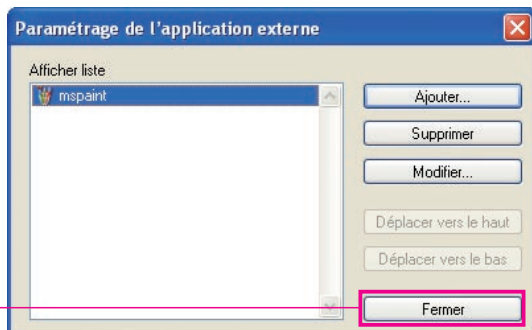 Paramétrage de l'application externe
Afficher liste
mspaint
Ajouter...
Supprimer
Modifier...
Déplacer vers le haut
Déplacer vers le bas
Fermer